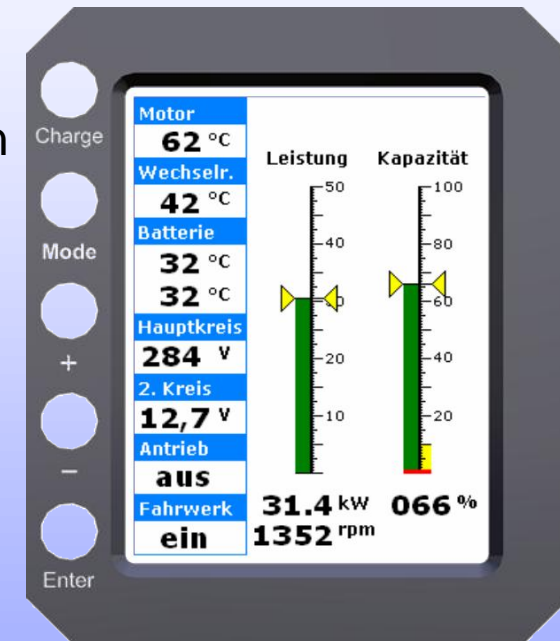 n
Charge
Mode
+
–
Enter
Motor
62 °C
Wechselr.
42 °C
Batterie
32 °C
32 °C
Hauptkreis
284 V
2. Kreis
12,7 V
Antrieb
aus
Fahrwerk
ein
Leistung
50
40
30
20
10
31.4 kW
1352 rpm
Kapazität
100
80
60
40
20
066 %